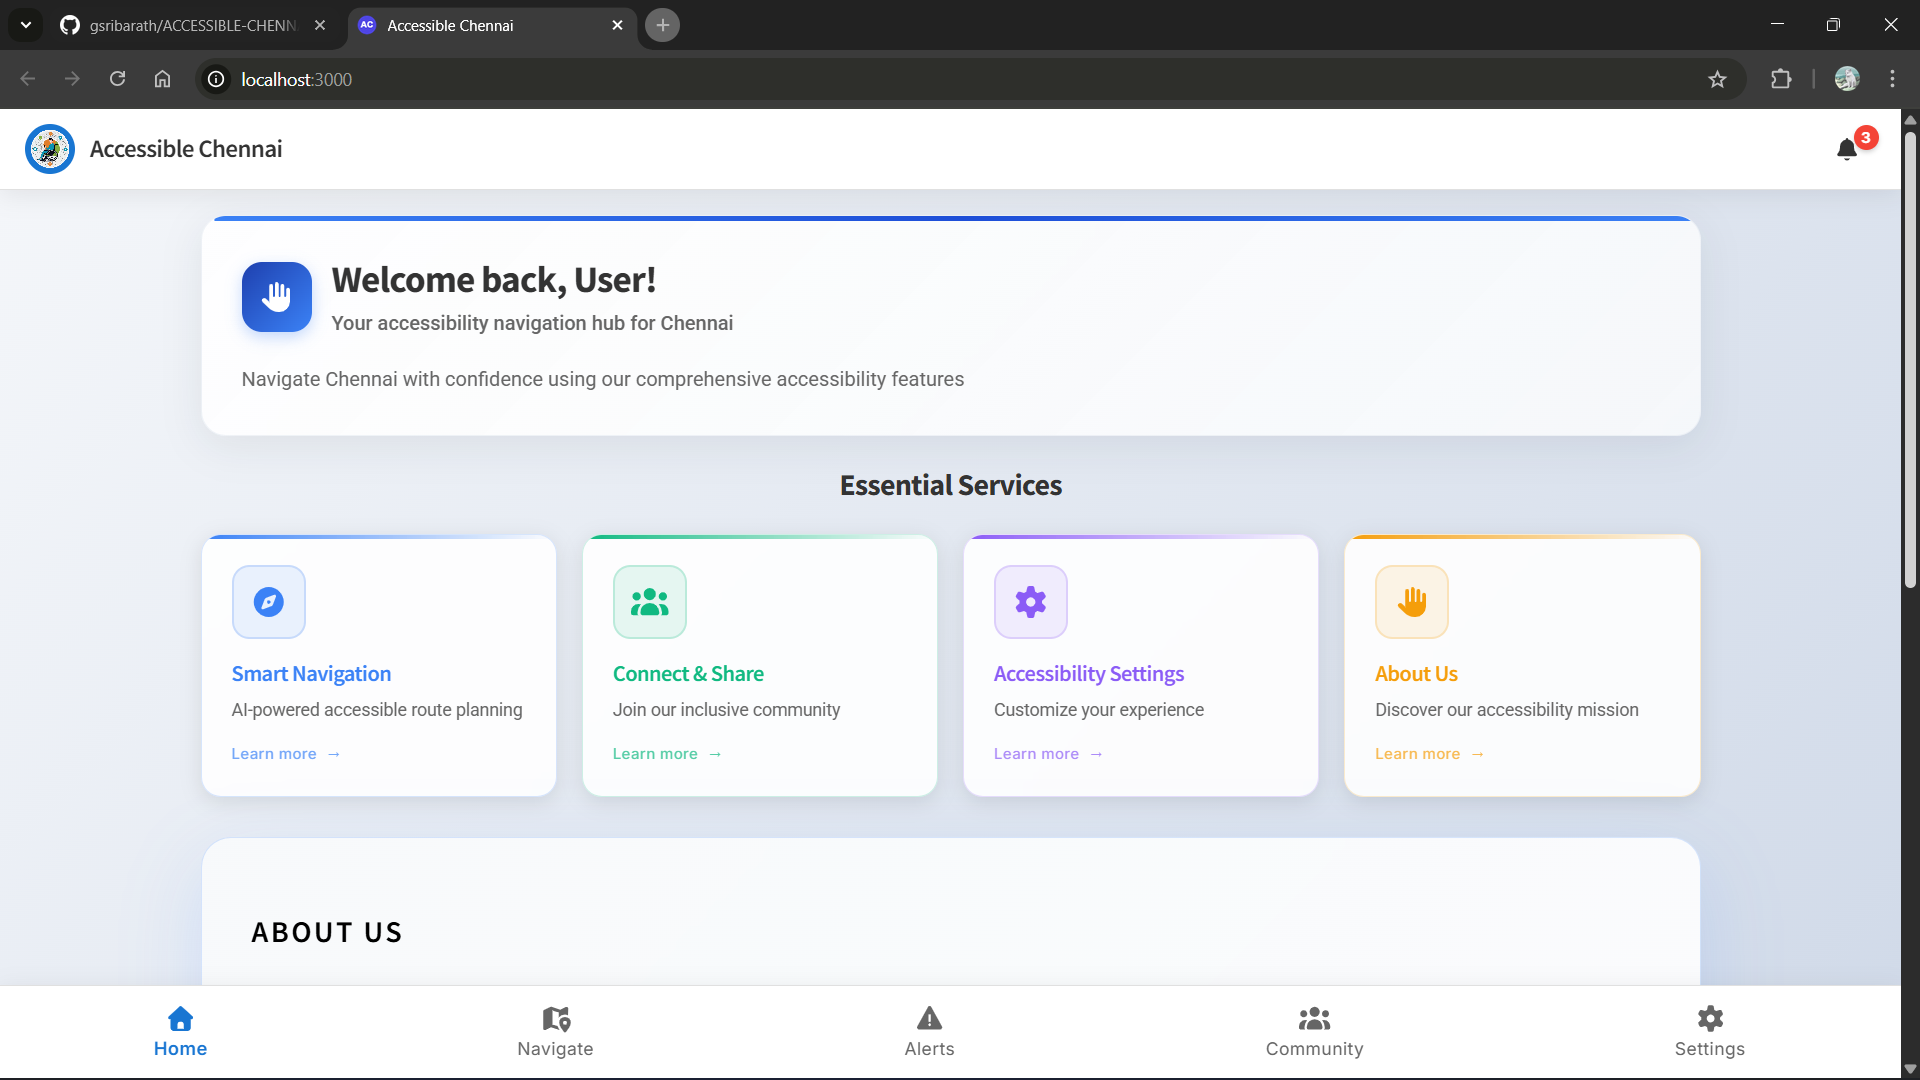 gsribarath/ACCESSIBLE-CHENN
AC
Accessible Chennai
localhost:3000
Accessible Chennai
3
Welcome back, User!
Your accessibility navigation hub for Chennai
Navigate Chennai with confidence using our comprehensive accessibility features
Essential Services
Smart Navigation
AI-powered accessible route planning
Learn more →
Connect & Share
Join our inclusive community
Learn more →
Accessibility Settings
Customize your experience
Learn more →
About Us
Discover our accessibility mission
Learn more →
ABOUT US
Home
Navigate
Alerts
Community
Settings